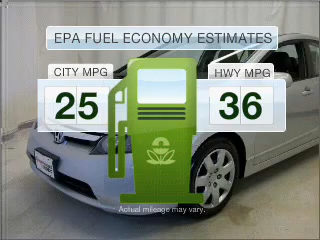 EPA FUEL ECONOMY ESTIMATES
CITY MPG
HWY MPG
25
36
Actual mileage may vary.